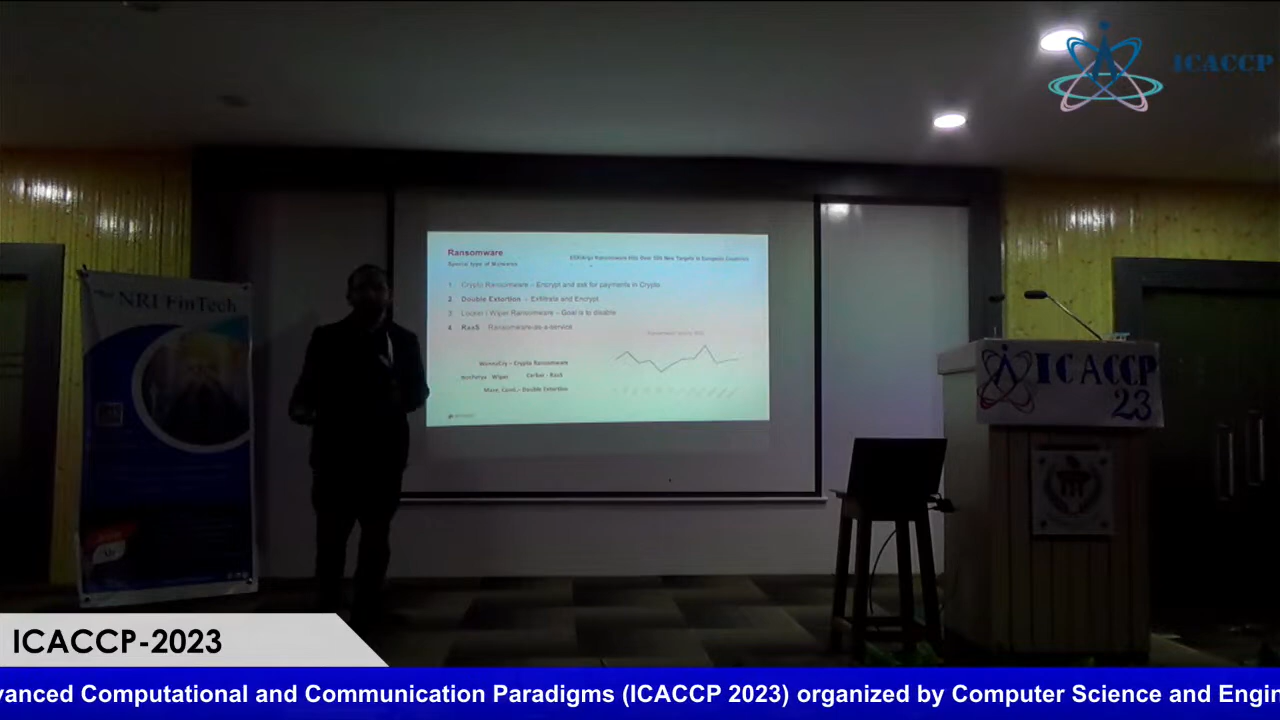 ICACCP
NRI FinTech
Ransomware
Special type of Malwares
ESXiArgs Ransomware Hits Over 500 New Targets in European Countries
1. Crypto Ransomware – Encrypt and ask for payments in Crypto
2. Double Extortion – Exfiltrate and Encrypt
3. Locker / Wiper Ransomware – Goal is to disable
4. RaaS Ransomware-as-a-service
WannaCry – Crypto Ransomware
Wiper Cerber - RaaS
Maze, Conti – Double Extortion
ICACCP
23
ICACCP-2023
vanced Computational and Communication Paradigms (ICACCP 2023) organized by Computer Science and Engin